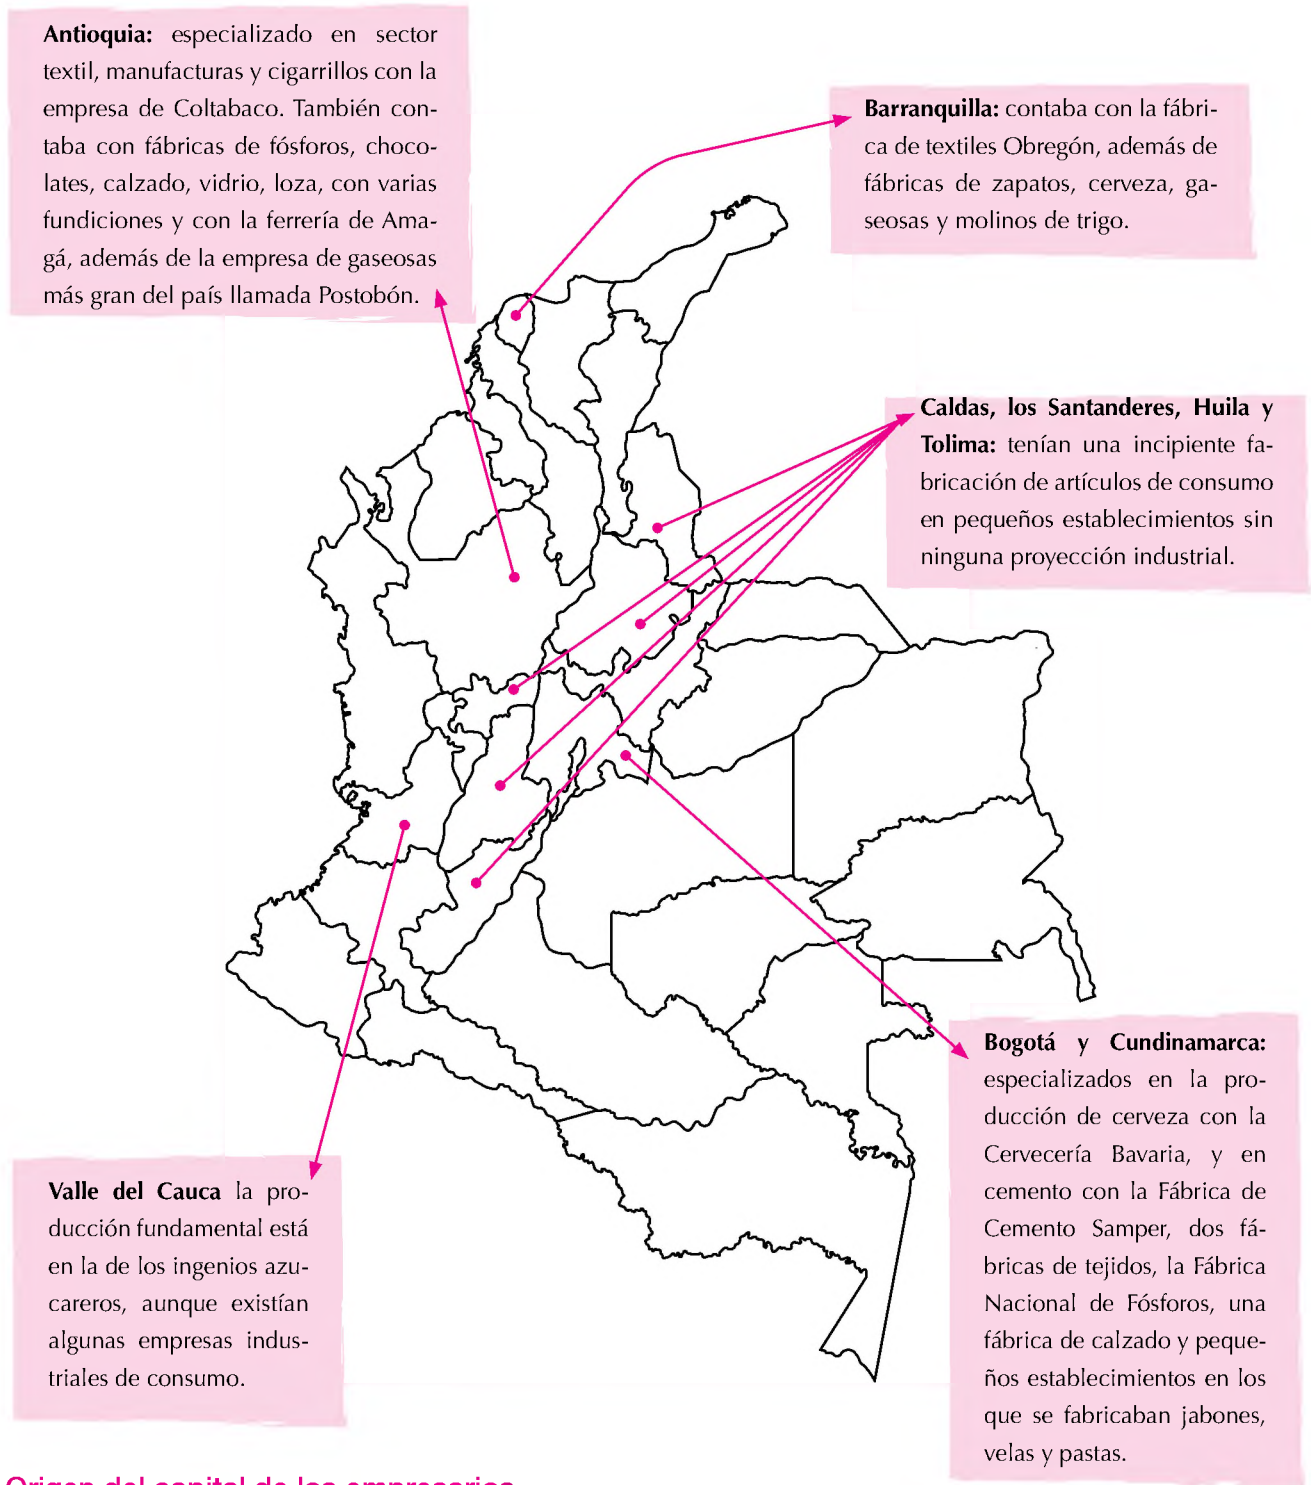 Antioquia: especializado en sector
textil, manufacturas y cigarrillos con la
empresa de Coltabaco. También con-
taba con fábricas de fósforos, choco-
lates, calzado, vidrio, loza, con varias
fundiciones y con la ferrería de Ama-
gá, además de la empresa de gaseosas
más gran del país llamada Postobón.
Barranquilla: contaba con la fábri-
ca de textiles Obregón, además de
fábricas de zapatos, cerveza, ga-
seosas y molinos de trigo.
Caldas, los Santanderes, Huila y
Tolima: tenían una incipiente fa-
bricación de artículos de consumo
en pequeños establecimientos sin
ninguna proyección industrial.
Bogotá y Cundinamarca:
especializados en la pro-
ducción de cerveza con la
Cervecería Bavaria, y en
cemento con la Fábrica de
Cemento Samper, dos fá-
bricas de tejidos, la Fábrica
Nacional de Fósforos, una
fábrica de calzado y peque-
ños establecimientos en los
que se fabricaban jabones,
velas y pastas.
Valle del Cauca la pro-
ducción fundamental está
en la de los ingenios azu-
careros, aunque existían
algunas empresas indus-
triales de consumo.
Origen del capital de los empresarios